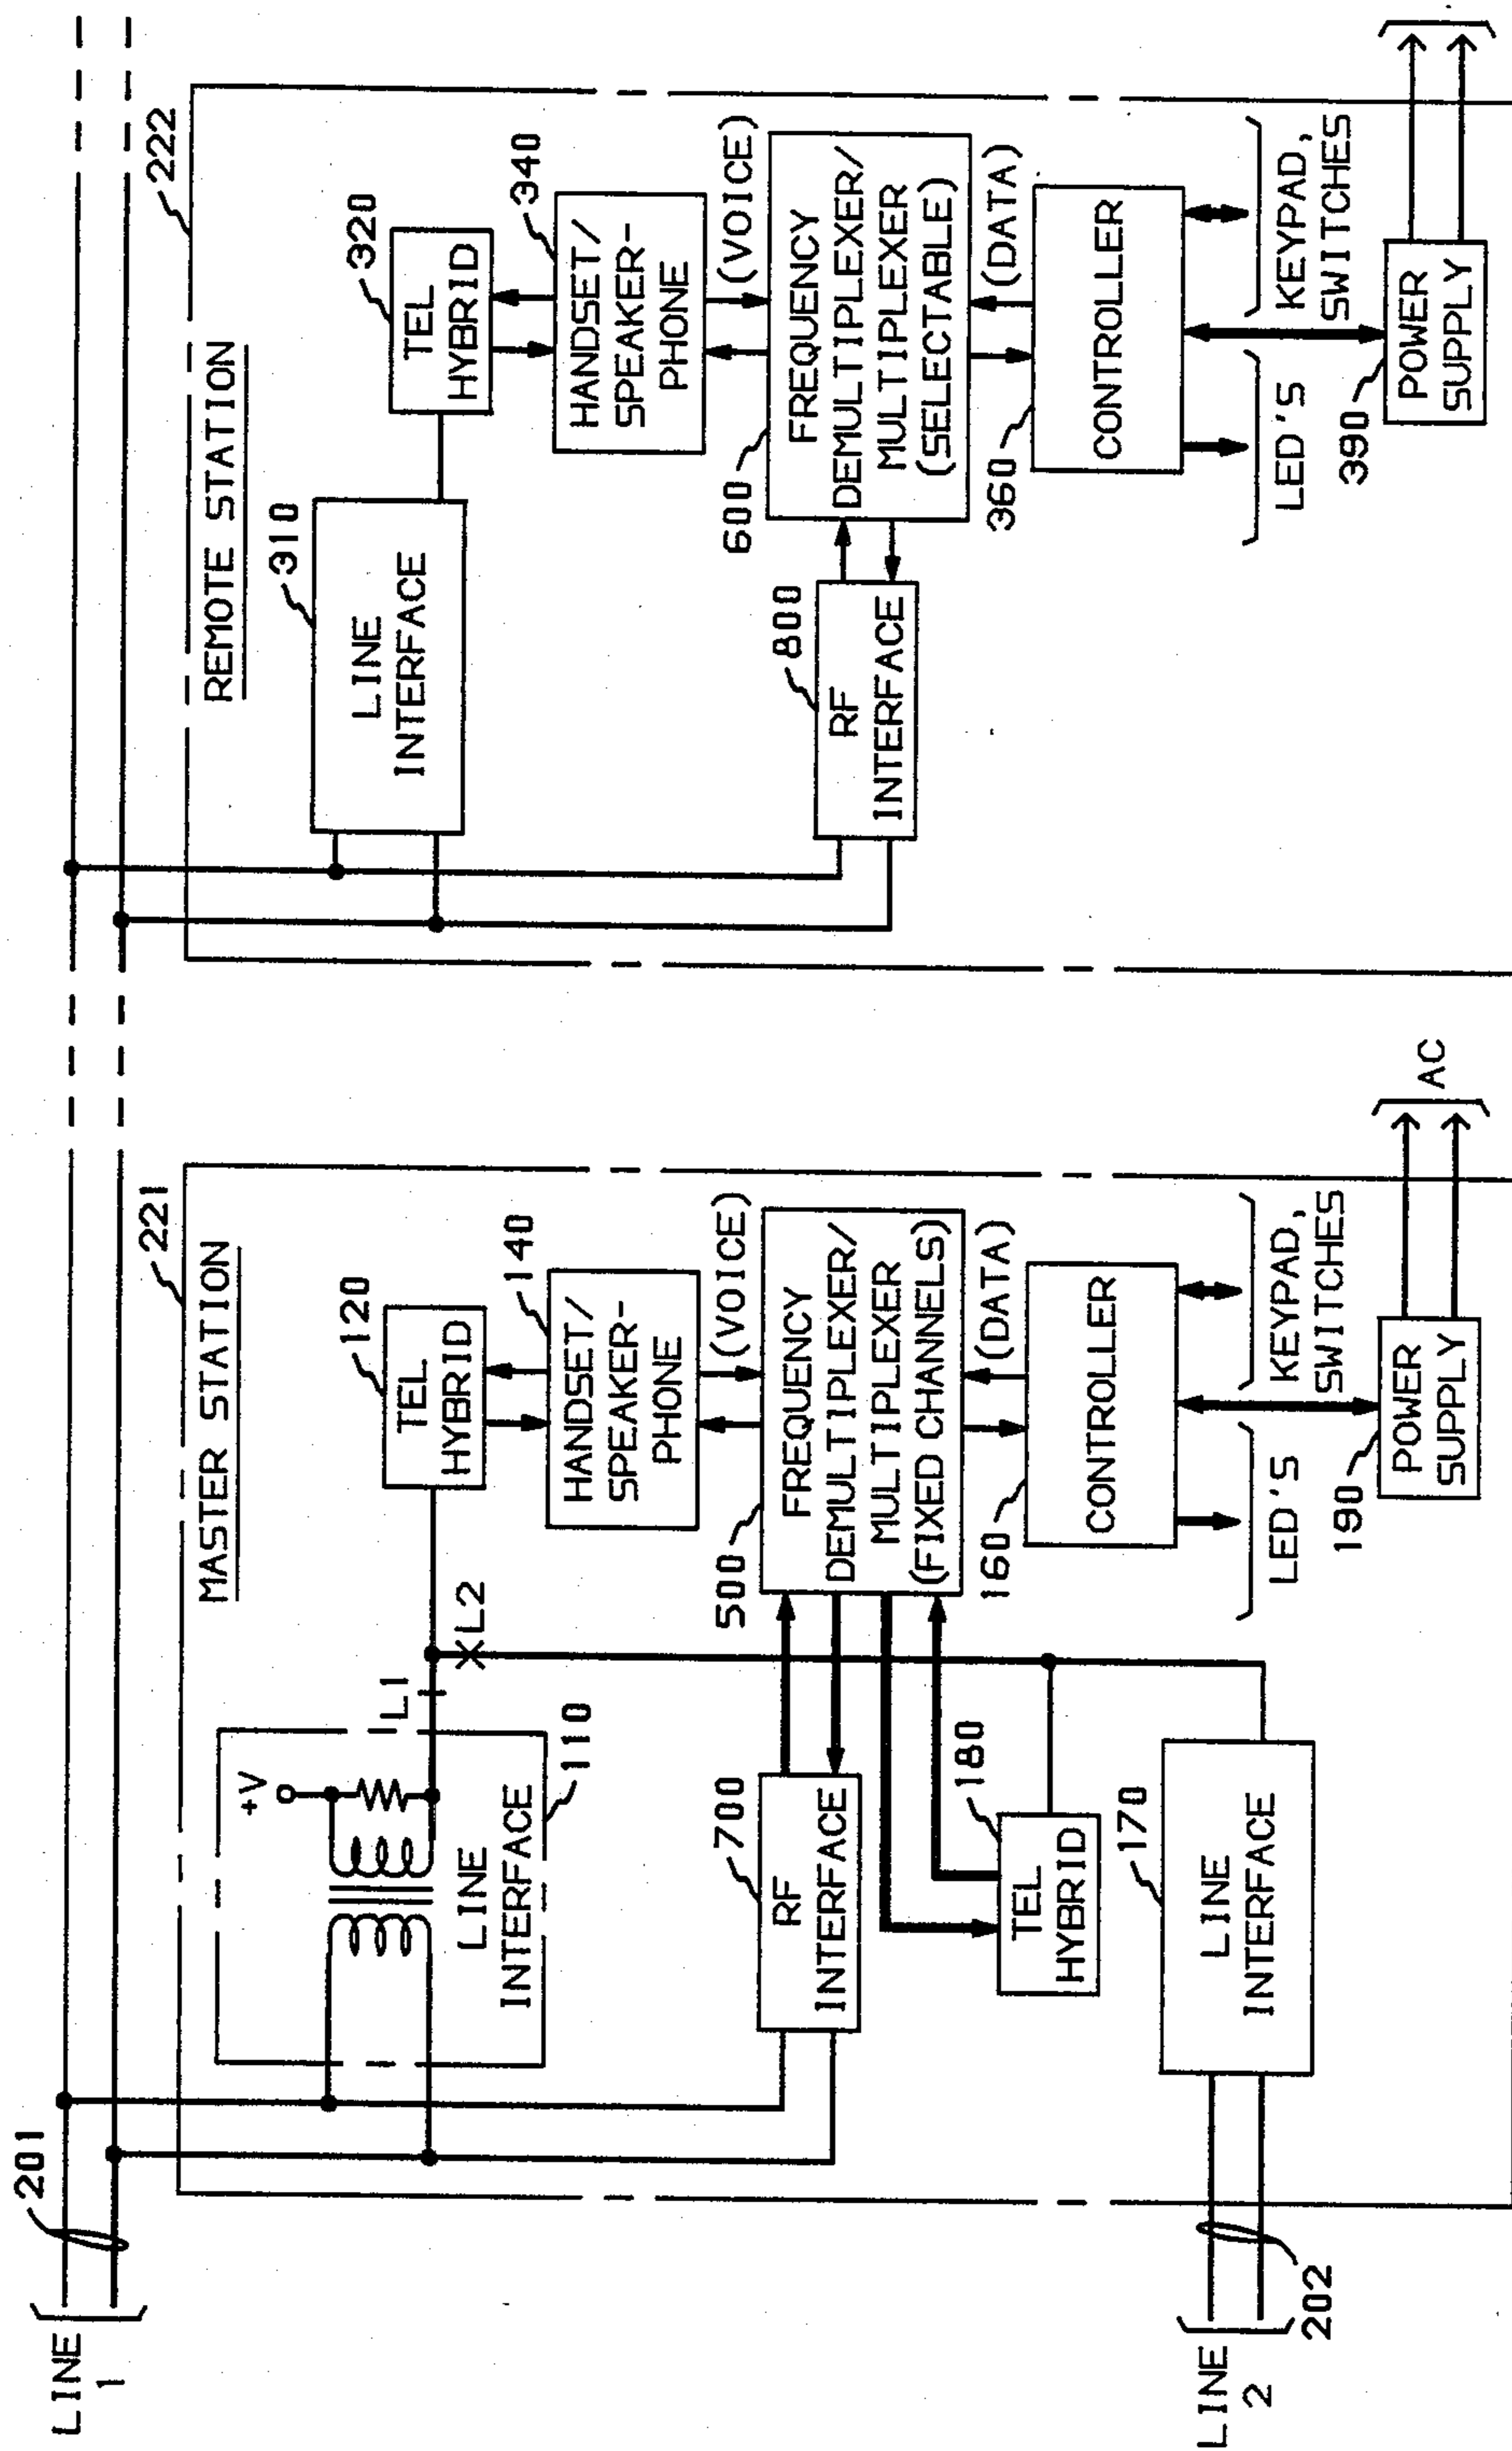 LINE
1
201
MASTER STATION
221
+V
LINE
INTERFACE
110
L1
L2
TEL
HYBRID
120
HANDSET/
SPEAKER-
PHONE
140
(VOICE)
RF
INTERFACE
700
FREQUENCY
DEMULTIPLEXER/
MULTIPLEXER
(FIXED CHANNELS)
500
(DATA)
TEL
HYBRID
180
CONTROLLER
160
LINE
INTERFACE
170
LINE
2
202
LED'S
KEYPAD,
SWITCHES
POWER
SUPPLY
190
AC
REMOTE STATION
222
LINE
INTERFACE
310
TEL
HYBRID
320
HANDSET/
SPEAKER-
PHONE
340
(VOICE)
RF
INTERFACE
800
FREQUENCY
DEMULTIPLEXER/
MULTIPLEXER
(SELECTABLE)
600
(DATA)
CONTROLLER
360
LED'S
KEYPAD,
SWITCHES
POWER
SUPPLY
390